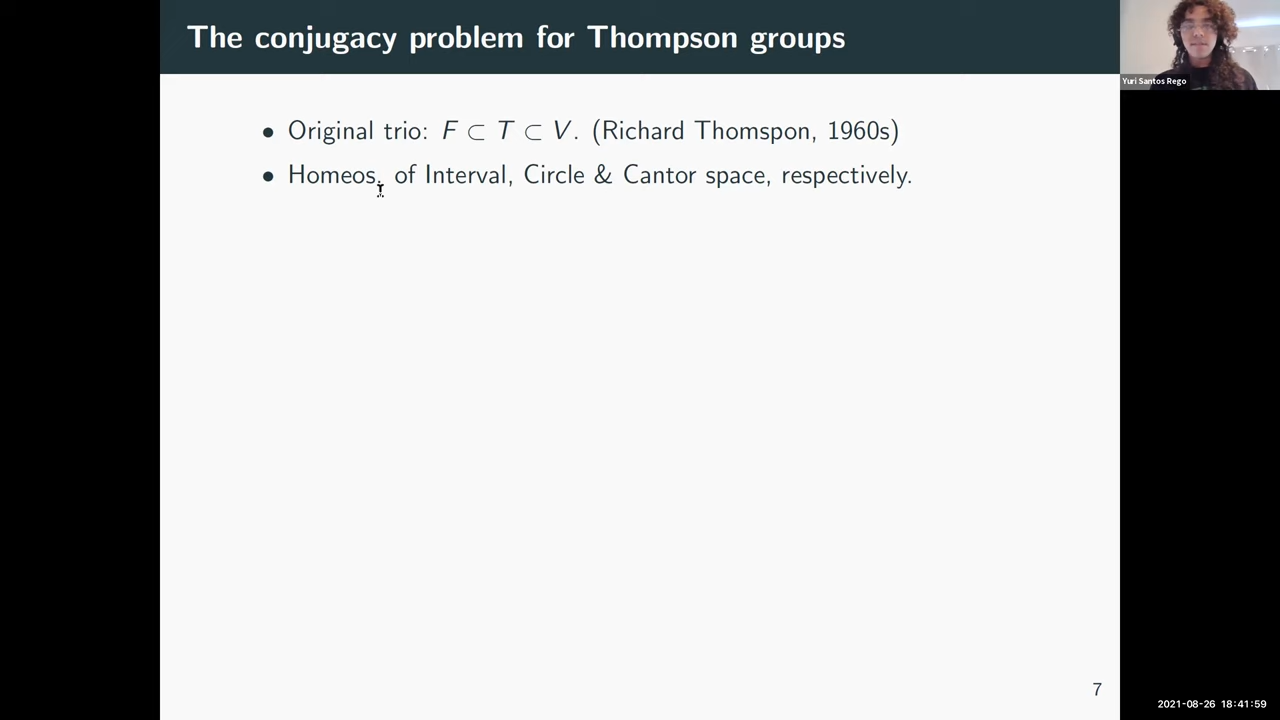 The conjugacy problem for Thompson groups
Yuri Santos Rego
• Original trio: F ⊂ T ⊂ V. (Richard Thomspon, 1960s)
• Homeos. of Interval, Circle & Cantor space, respectively.
7
2021-08-26 18:41:59